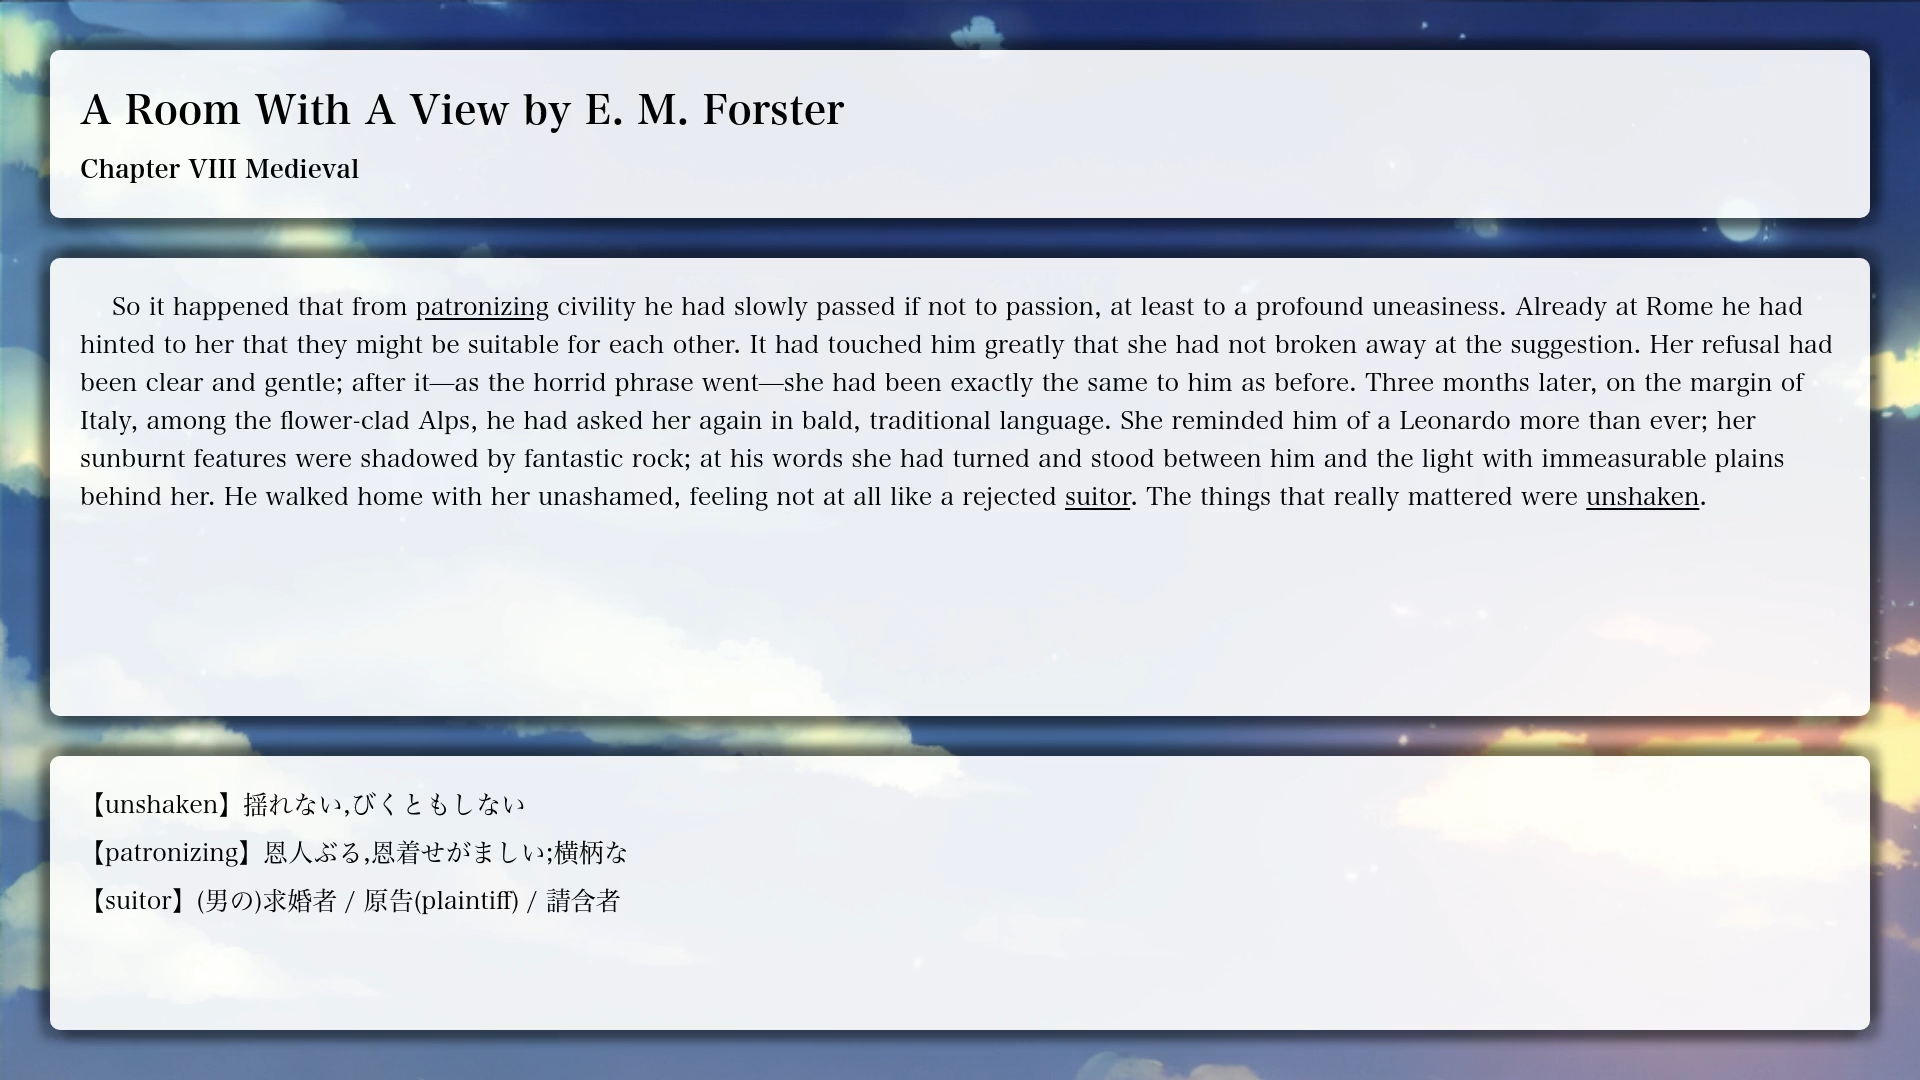 A Room With A View by E. M. Forster
Chapter VIII Medieval
So it happened that from patronizing civility he had slowly passed if not to passion, at least to a profound uneasiness. Already at Rome he had
hinted to her that they might be suitable for each other. It had touched him greatly that she had not broken away at the suggestion. Her refusal had
been clear and gentle; after it—as the horrid phrase went—she had been exactly the same to him as before. Three months later, on the margin of
Italy, among the flower-clad Alps, he had asked her again in bald, traditional language. She reminded him of a Leonardo more than ever; her
sunburnt features were shadowed by fantastic rock; at his words she had turned and stood between him and the light with immeasurable plains
behind her. He walked home with her unashamed, feeling not at all like a rejected suitor. The things that really mattered were unshaken.
【unshaken】揺れない,びくともしない
【patronizing】恩人ぶる,恩着せがましい;横柄な
【suitor】(男の)求婚者 / 原告(plaintiff) / 請含者